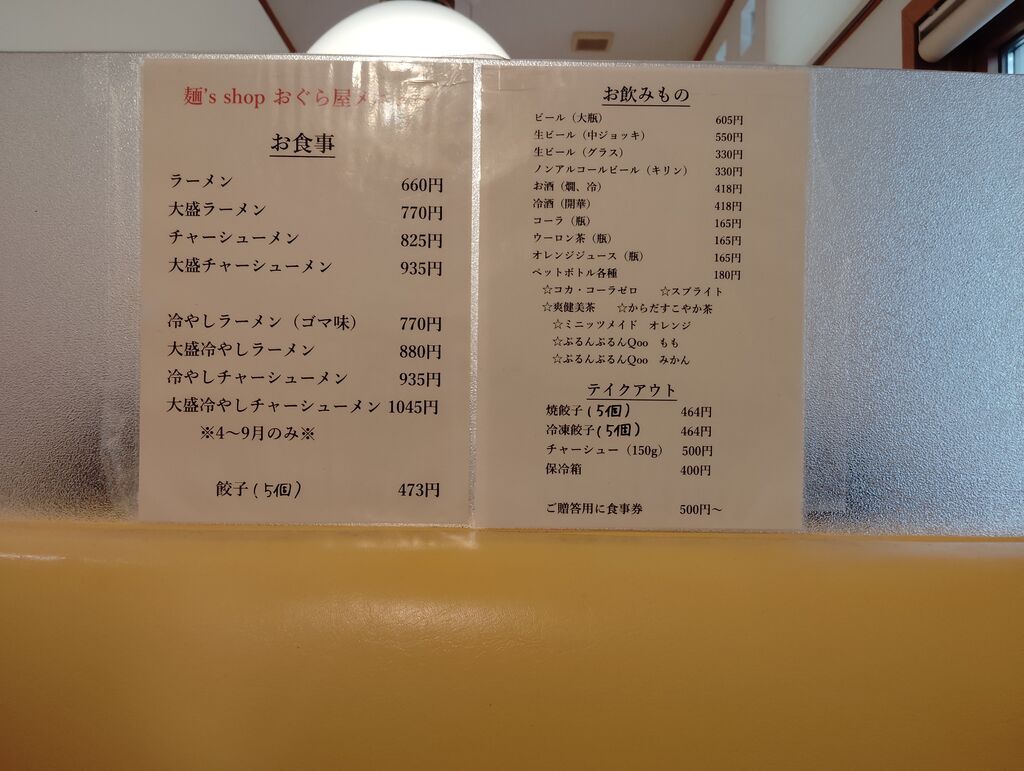 麺's shop おぐら屋メニュー
お食事
ラーメン 660円
大盛ラーメン 770円
チャーシューメン 825円
大盛チャーシューメン 935円
冷やしラーメン（ゴマ味） 770円
大盛冷やしラーメン 880円
冷やしチャーシューメン 935円
大盛冷やしチャーシューメン 1045円
※4～9月のみ※
餃子(5個) 473円
お飲みもの
ビール（大瓶） 605円
生ビール（中ジョッキ） 550円
生ビール（グラス） 330円
ノンアルコールビール（キリン） 330円
お酒（燗、冷） 418円
冷酒（開華） 418円
コーラ（瓶） 165円
ウーロン茶（瓶） 165円
オレンジジュース（瓶） 165円
ペットボトル各種 180円
☆コカ・コーラゼロ ☆スプライト
☆爽健美茶 ☆からだすこやか茶
☆ミニッツメイド オレンジ
☆ぷるんぷるんQoo もも
☆ぷるんぷるんQoo みかん
テイクアウト
焼餃子(5個) 464円
冷凍餃子(5個) 464円
チャーシュー（150g） 500円
保冷箱 400円
ご贈答用に食事券 500円～